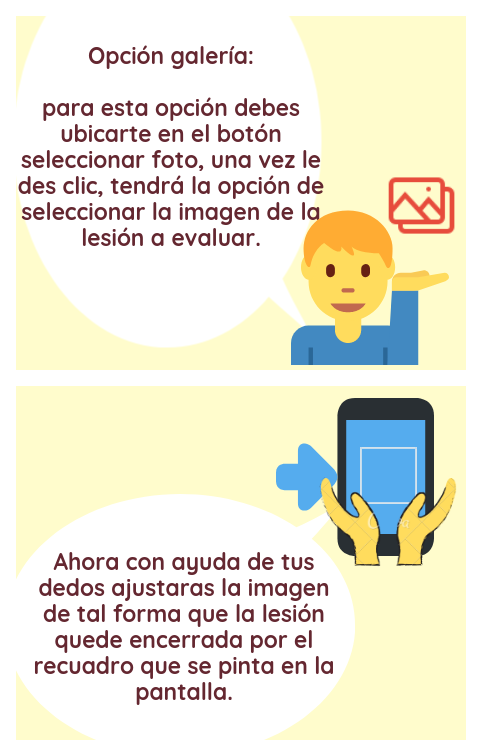 Opción galería:
para esta opción debes
ubicarte en el botón
seleccionar foto, una vez le
des clic, tendrá la opción de
seleccionar la imagen de la
lesión a evaluar.
Ahora con ayuda de tus
dedos ajustaras la imagen
de tal forma que la lesión
quede encerrada por el
recuadro que se pinta en la
pantalla.